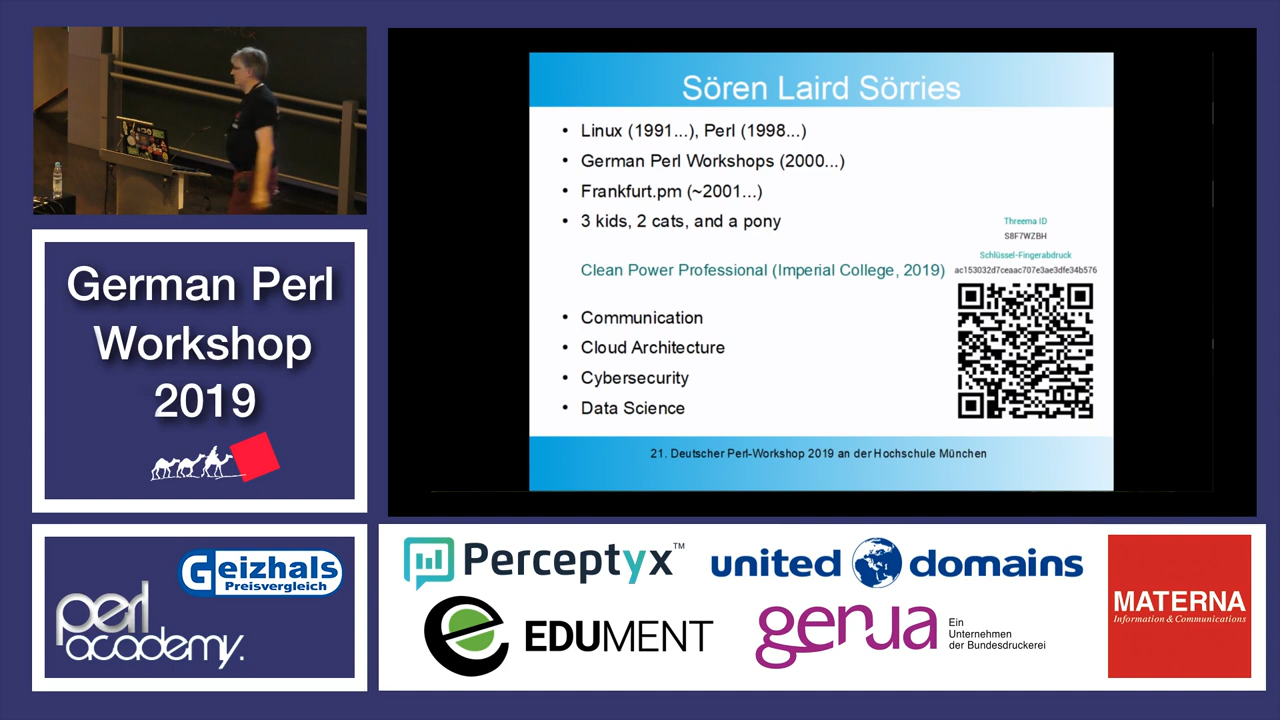 Sören Laird Sörries
• Linux (1991...), Perl (1998...)
• German Perl Workshops (2000...)
• Frankfurt.pm (~2001...)
• 3 kids, 2 cats, and a pony
Clean Power Professional (Imperial College, 2019)
• Communication
• Cloud Architecture
• Cybersecurity
• Data Science
Threema ID
S8F7WZBH
Schlüssel-Fingerabdruck
ac153032d7ceaac707e3ae3dfe34b576
21. Deutscher Perl-Workshop 2019 an der Hochschule München
German Perl
Workshop
2019
Geizhals
Preisvergleich
perl
academy.
Perceptyx™
united domains
EDUMENT
genua
Ein
Unternehmen
der Bundesdruckerei
MATERNA
Information & Communications